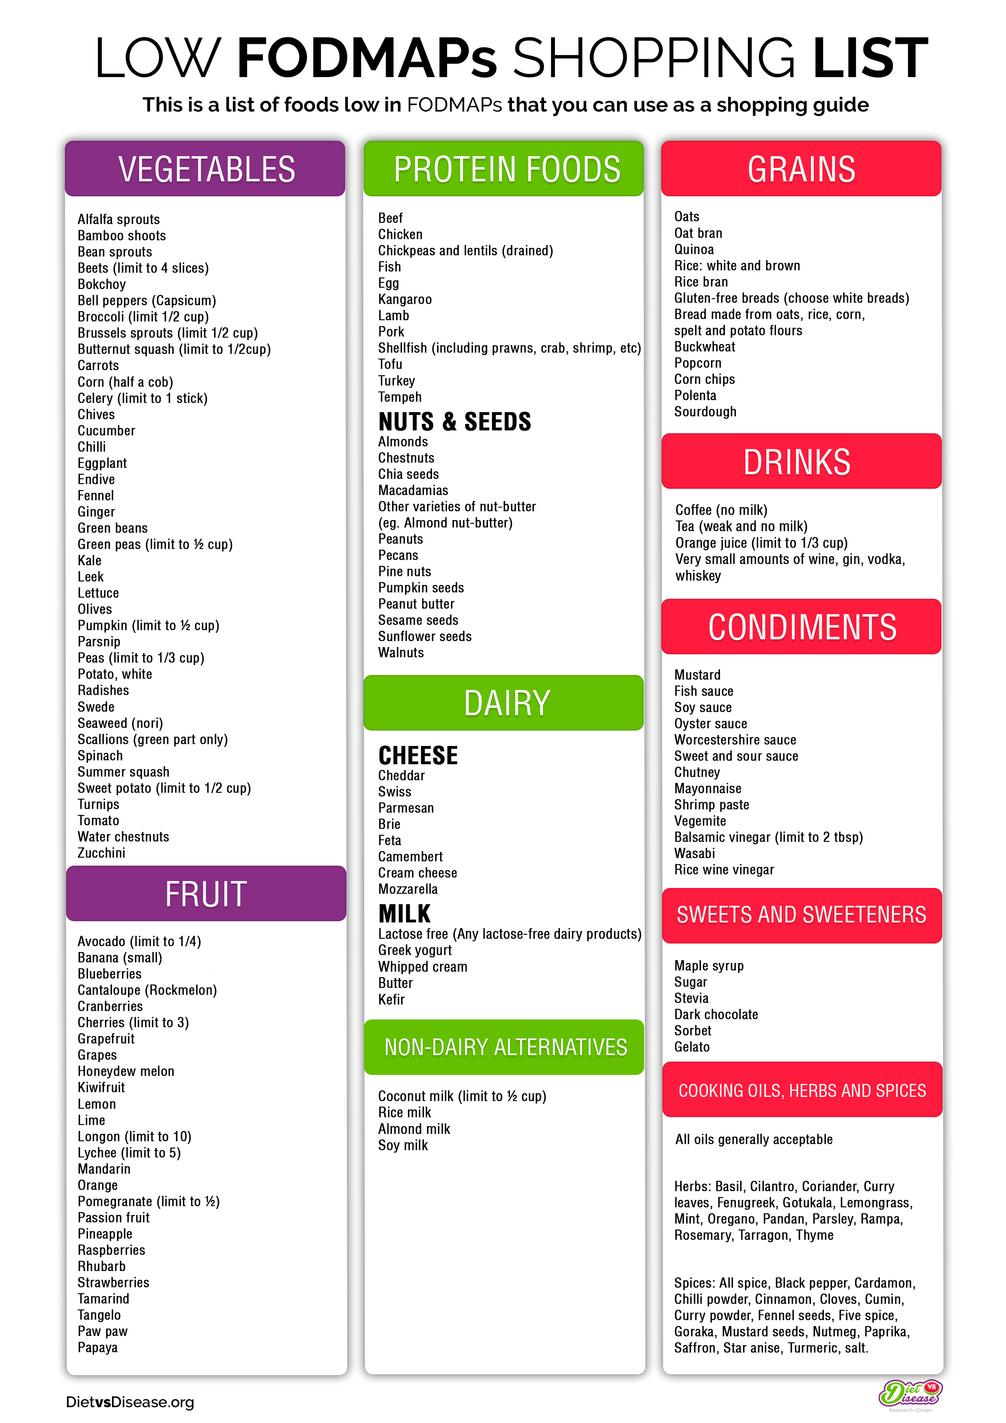 LOW FODMAPs SHOPPING LIST
This is a list of foods low in FODMAPs that you can use as a shopping guide
VEGETABLES
Alfalfa sprouts
Bamboo shoots
Bean sprouts
Beets (limit to 4 slices)
Bokchoy
Bell peppers (Capsicum)
Broccoli (limit 1/2 cup)
Brussels sprouts (limit 1/2 cup)
Butternut squash (limit to 1/2cup)
Carrots
Corn (half a cob)
Celery (limit to 1 stick)
Chives
Cucumber
Chilli
Eggplant
Endive
Fennel
Ginger
Green beans
Green peas (limit to ½ cup)
Kale
Leek
Lettuce
Olives
Pumpkin (limit to ½ cup)
Parsnip
Peas (limit to 1/3 cup)
Potato, white
Radishes
Swede
Seaweed (nori)
Scallions (green part only)
Spinach
Summer squash
Sweet potato (limit to 1/2 cup)
Turnips
Tomato
Water chestnuts
Zucchini
FRUIT
Avocado (limit to 1/4)
Banana (small)
Blueberries
Cantaloupe (Rockmelon)
Cranberries
Cherries (limit to 3)
Grapefruit
Grapes
Honeydew melon
Kiwifruit
Lemon
Lime
Longon (limit to 10)
Lychee (limit to 5)
Mandarin
Orange
Pomegranate (limit to ½)
Passion fruit
Pineapple
Raspberries
Rhubarb
Strawberries
Tamarind
Tangelo
Paw paw
Papaya
PROTEIN FOODS
Beef
Chicken
Chickpeas and lentils (drained)
Fish
Egg
Kangaroo
Lamb
Pork
Shellfish (including prawns, crab, shrimp, etc)
Tofu
Turkey
Tempeh
NUTS & SEEDS
Almonds
Chestnuts
Chia seeds
Macadamias
Other varieties of nut-butter
(eg. Almond nut-butter)
Peanuts
Pecans
Pine nuts
Pumpkin seeds
Peanut butter
Sesame seeds
Sunflower seeds
Walnuts
DAIRY
CHEESE
Cheddar
Swiss
Parmesan
Brie
Feta
Camembert
Cream cheese
Mozzarella
MILK
Lactose free (Any lactose-free dairy products)
Greek yogurt
Whipped cream
Butter
Kefir
NON-DAIRY ALTERNATIVES
Coconut milk (limit to ½ cup)
Rice milk
Almond milk
Soy milk
GRAINS
Oats
Oat bran
Quinoa
Rice: white and brown
Rice bran
Gluten-free breads (choose white breads)
Bread made from oats, rice, corn,
spelt and potato flours
Buckwheat
Popcorn
Corn chips
Polenta
Sourdough
DRINKS
Coffee (no milk)
Tea (weak and no milk)
Orange juice (limit to 1/3 cup)
Very small amounts of wine, gin, vodka,
whiskey
CONDIMENTS
Mustard
Fish sauce
Soy sauce
Oyster sauce
Worcestershire sauce
Sweet and sour sauce
Chutney
Mayonnaise
Shrimp paste
Vegemite
Balsamic vinegar (limit to 2 tbsp)
Wasabi
Rice wine vinegar
SWEETS AND SWEETENERS
Maple syrup
Sugar
Stevia
Dark chocolate
Sorbet
Gelato
COOKING OILS, HERBS AND SPICES
All oils generally acceptable
Herbs: Basil, Cilantro, Coriander, Curry
leaves, Fenugreek, Gotukala, Lemongrass,
Mint, Oregano, Pandan, Parsley, Rampa,
Rosemary, Tarragon, Thyme
Spices: All spice, Black pepper, Cardamon,
Chilli powder, Cinnamon, Cloves, Cumin,
Curry powder, Fennel seeds, Five spice,
Goraka, Mustard seeds, Nutmeg, Paprika,
Saffron, Star anise, Turmeric, salt.
DietvsDisease.org
Diet vs
Disease
Research-Driven